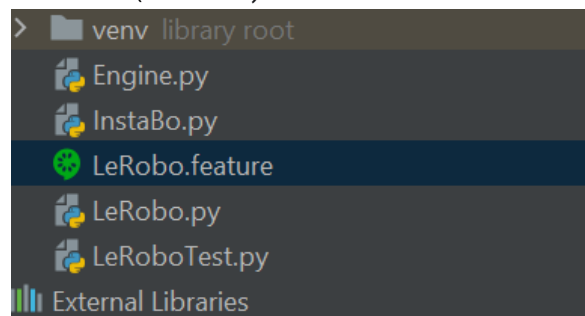 venv library root
Engine.py
InstaBo.py
LeRobo.feature
LeRobo.py
LeRoboTest.py
External Libraries